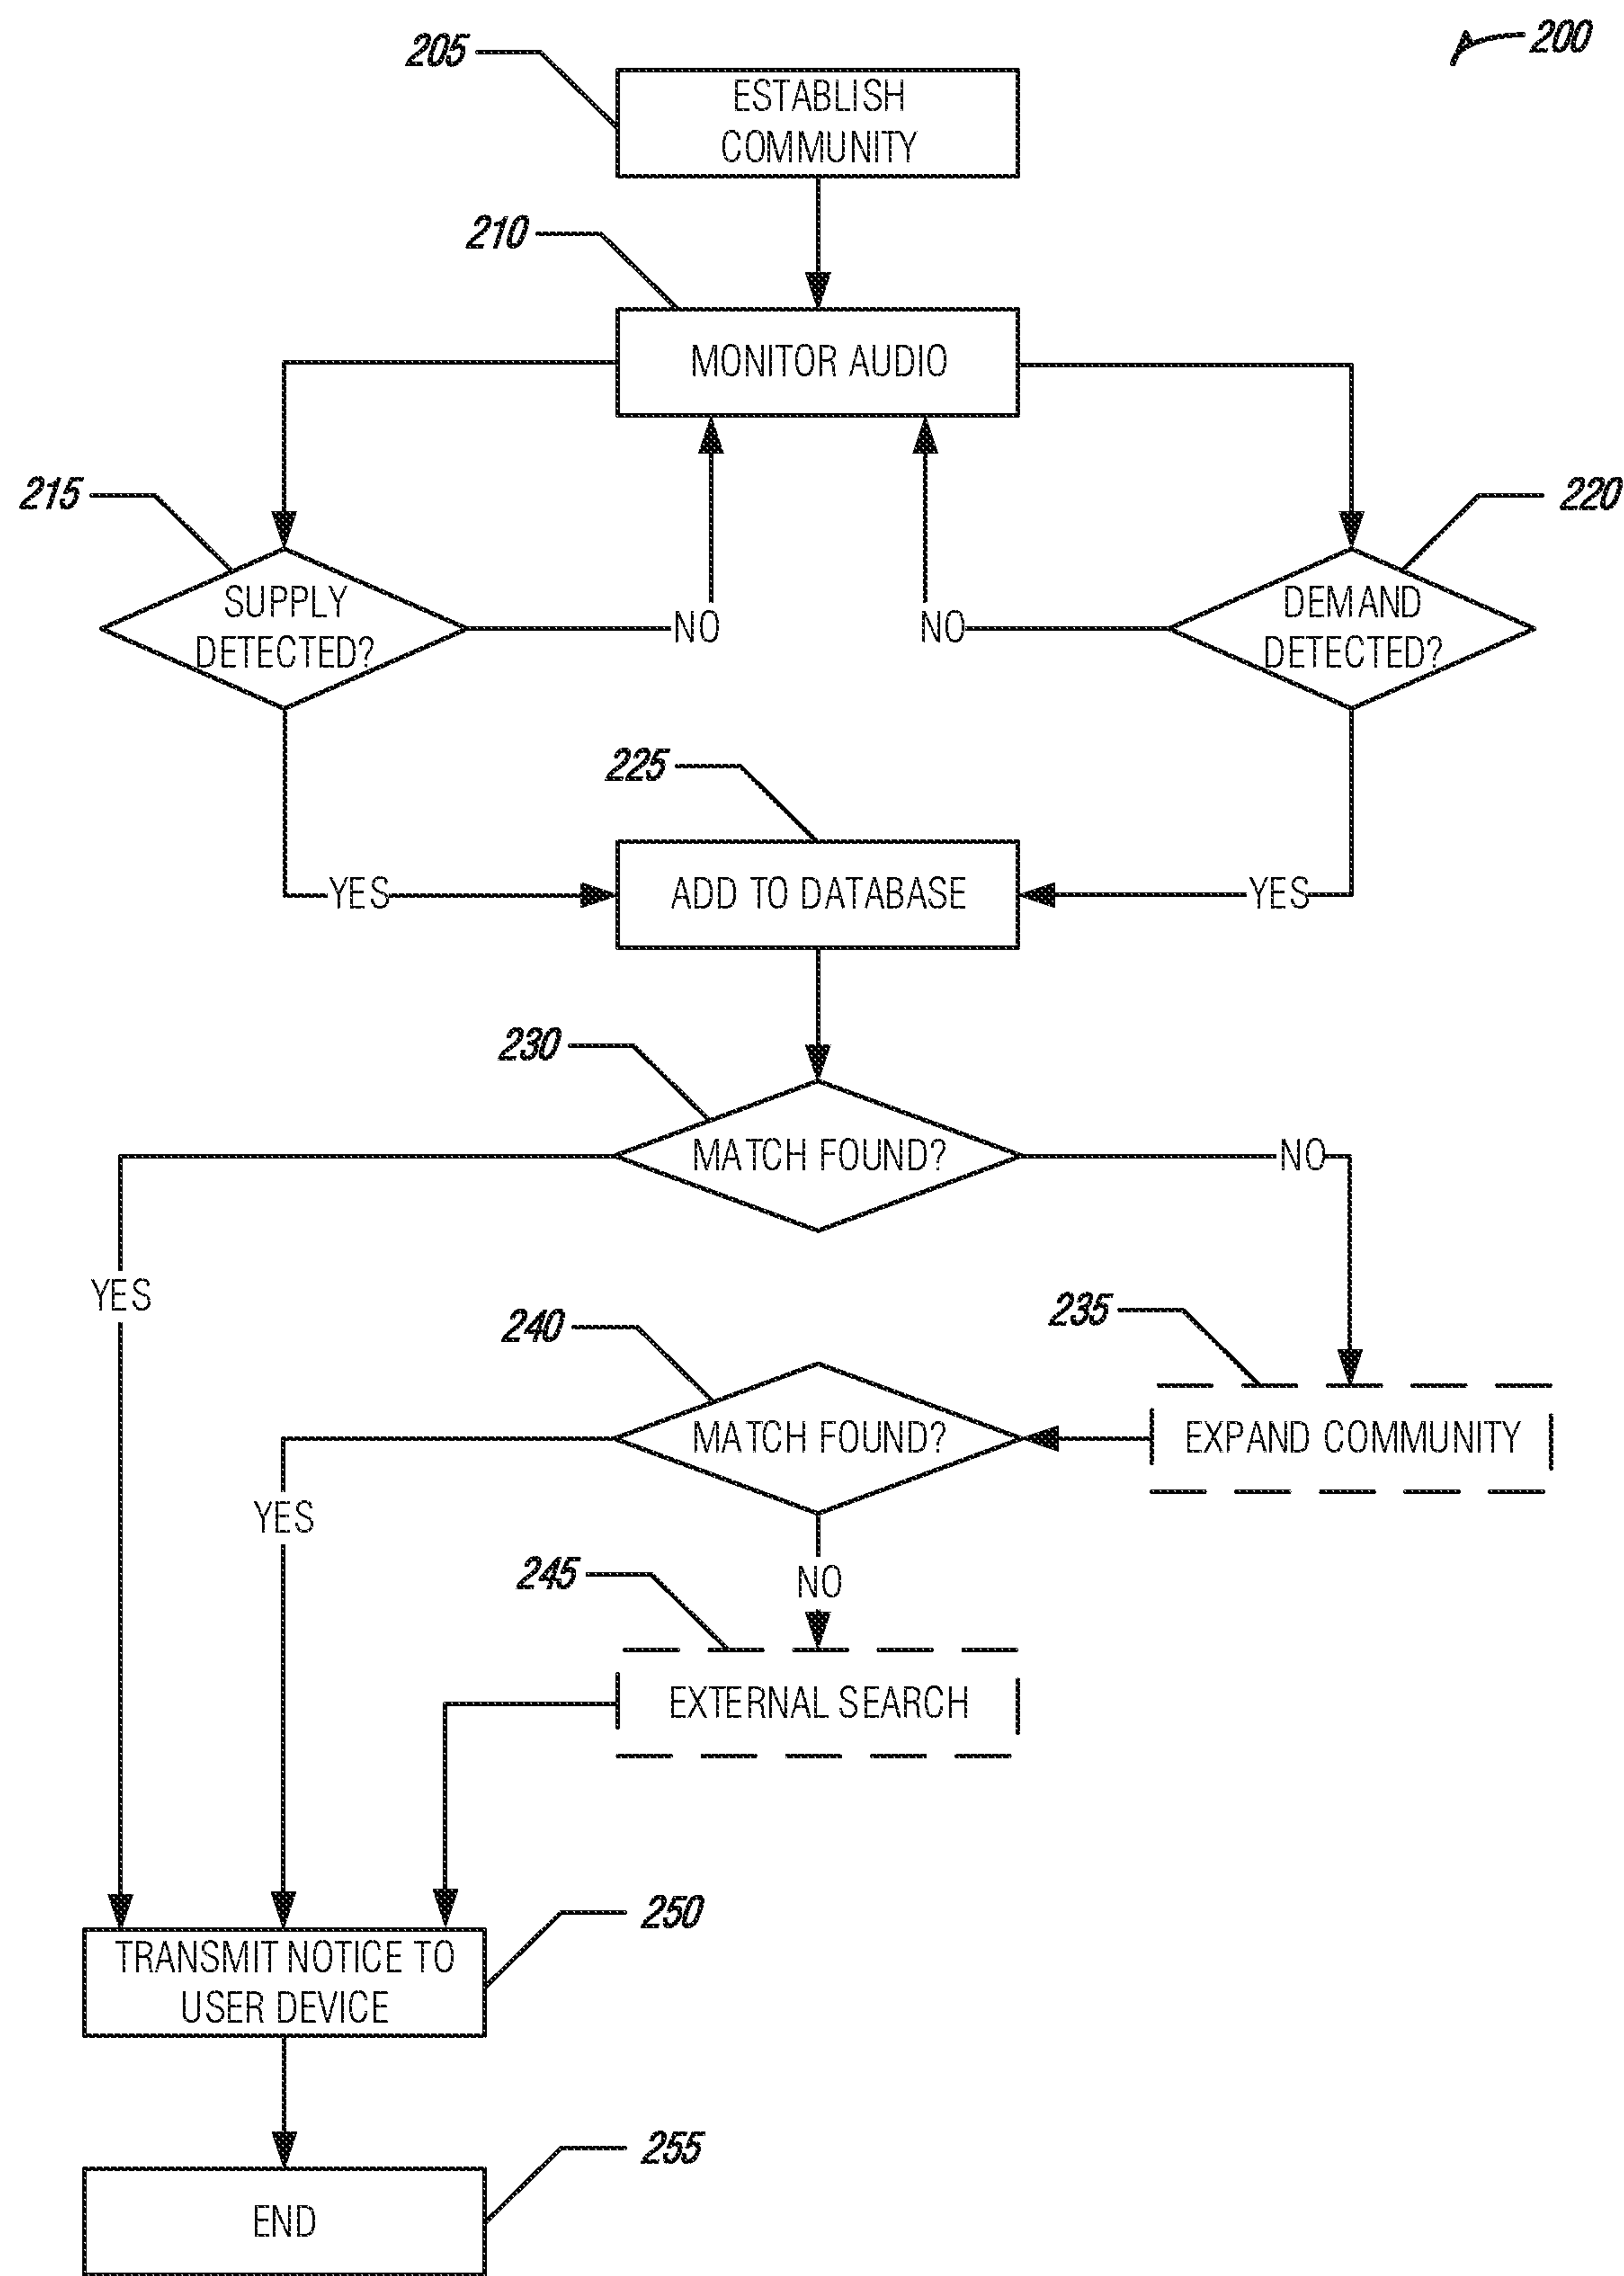 200
205
ESTABLISH
COMMUNITY
210
MONITOR AUDIO
215
SUPPLY
DETECTED?
NO
NO
220
DEMAND
DETECTED?
225
YES
ADD TO DATABASE
YES
230
MATCH FOUND?
NO
YES
235
240
MATCH FOUND?
EXPAND COMMUNITY
YES
NO
245
EXTERNAL SEARCH
250
TRANSMIT NOTICE TO
USER DEVICE
255
END